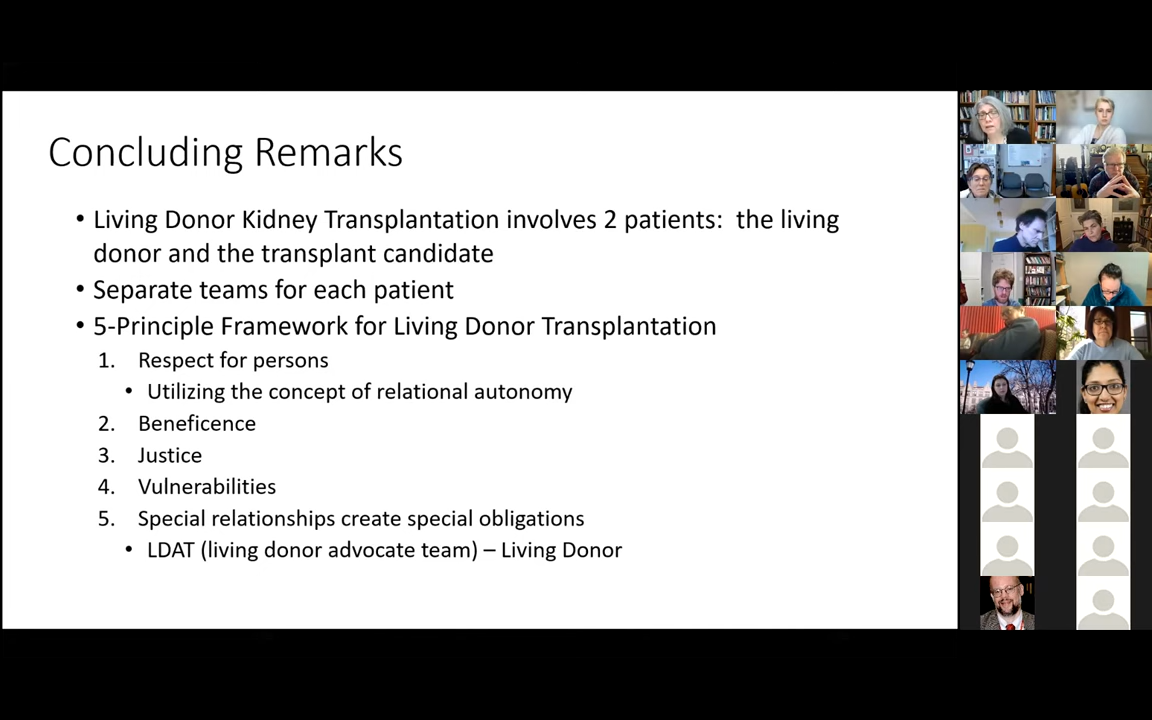 Concluding Remarks
• Living Donor Kidney Transplantation involves 2 patients:  the living
donor and the transplant candidate
• Separate teams for each patient
• 5-Principle Framework for Living Donor Transplantation
1. Respect for persons
• Utilizing the concept of relational autonomy
2. Beneficence
3. Justice
4. Vulnerabilities
5. Special relationships create special obligations
• LDAT (living donor advocate team) – Living Donor